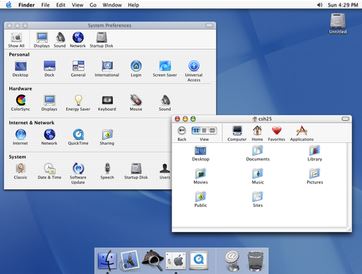 Finder File Edit View Go Window Help
Sun 4:29 PM
Untitled
System Preferences
Show All Displays Sound Network Startup Disk
Personal
Desktop Dock General International Login Screen Saver Universal Access
Hardware
ColorSync Displays Energy Saver Keyboard Mouse Sound
Internet & Network
Internet Network QuickTime Sharing
System
Classic Date & Time Software Update Speech Startup Disk Users
csh25
Back View Computer Home Favorites Applications
Desktop Documents Library
Movies Music Pictures
Public Sites